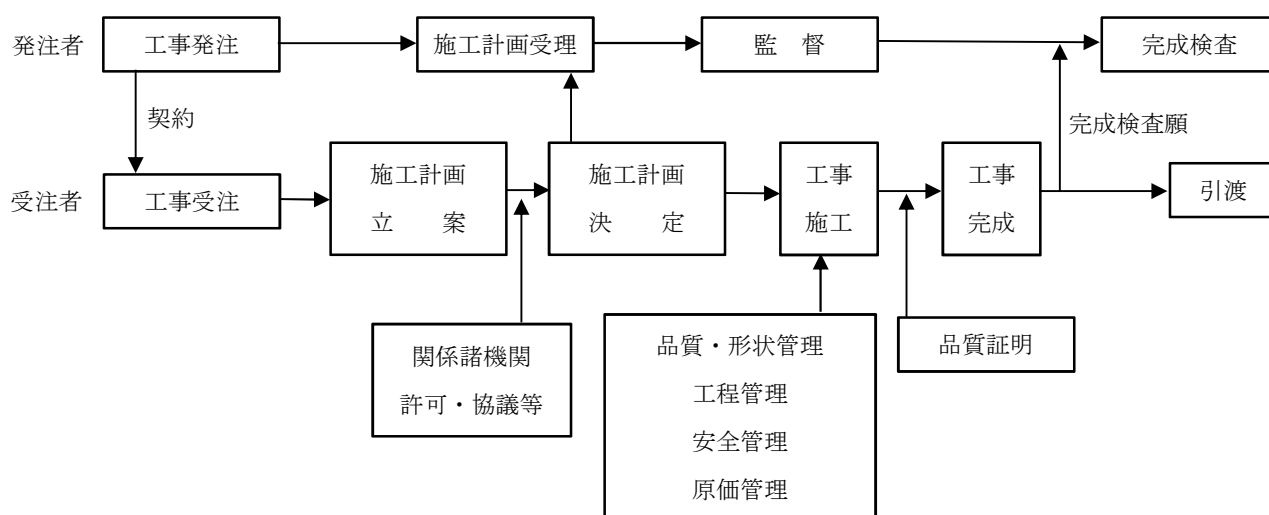 発注者
工事発注
施工計画受理
監　督
完成検査
契約
完成検査願
受注者
工事受注
施工計画
立　　案
施工計画
決　　定
工事
施工
工事
完成
引渡
関係諸機関
許可・協議等
品質・形状管理
工程管理
安全管理
原価管理
品質証明